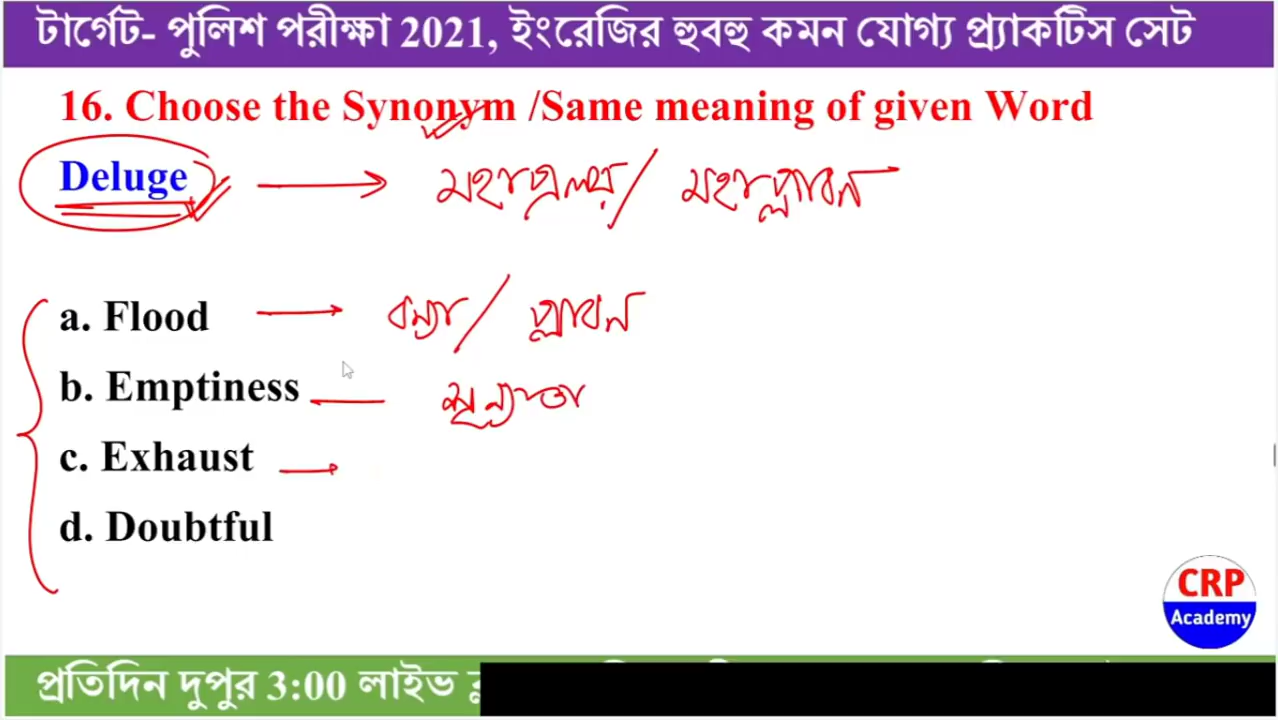 টার্গেট- পুলিশ পরীক্ষা 2021, ইংরেজির হুবহু কমন যোগ্য প্র্যাকটিস সেট
16. Choose the Synonym /Same meaning of given Word
Deluge → মহাপ্রলয় / মহাপ্লাবন
a. Flood → বন্যা / প্লাবন
b. Emptiness — শূন্যতা
c. Exhaust →
d. Doubtful
CRP
Academy
প্রতিদিন দুপুর 3:00 লাইভ